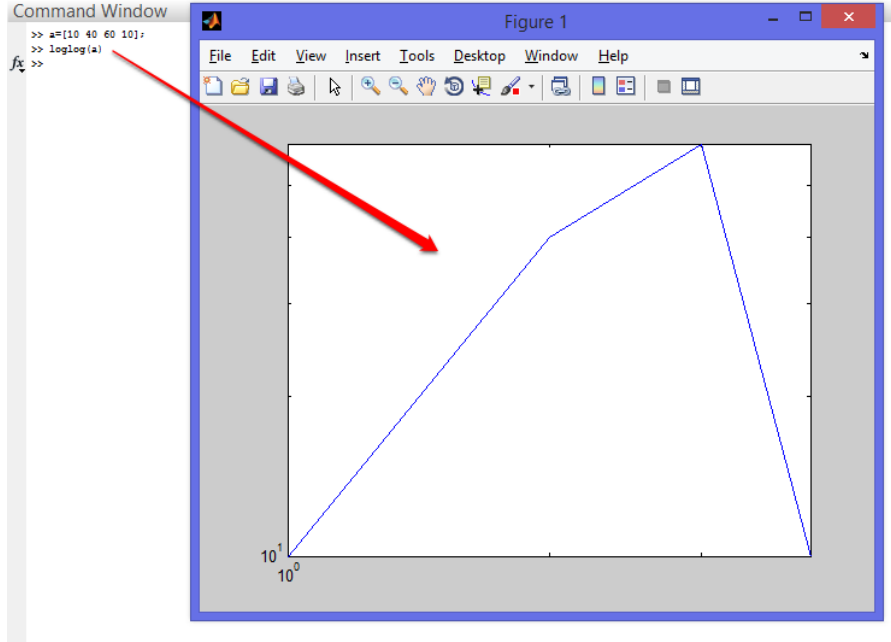 Command Window
>> a=[10 40 60 10];
>> loglog(a)
fx >>
Figure 1
File Edit View Insert Tools Desktop Window Help
10¹
10⁰